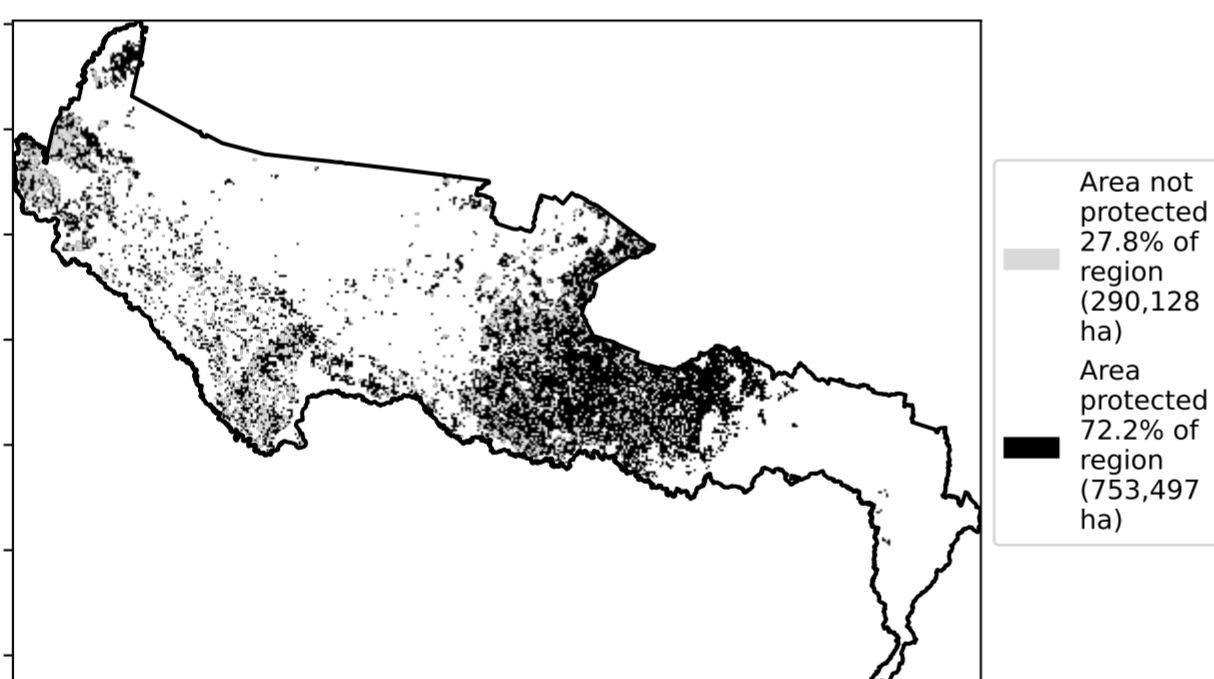 Area not
protected
27.8% of
region
(290,128
ha)
Area
protected
72.2% of
region
(753,497
ha)